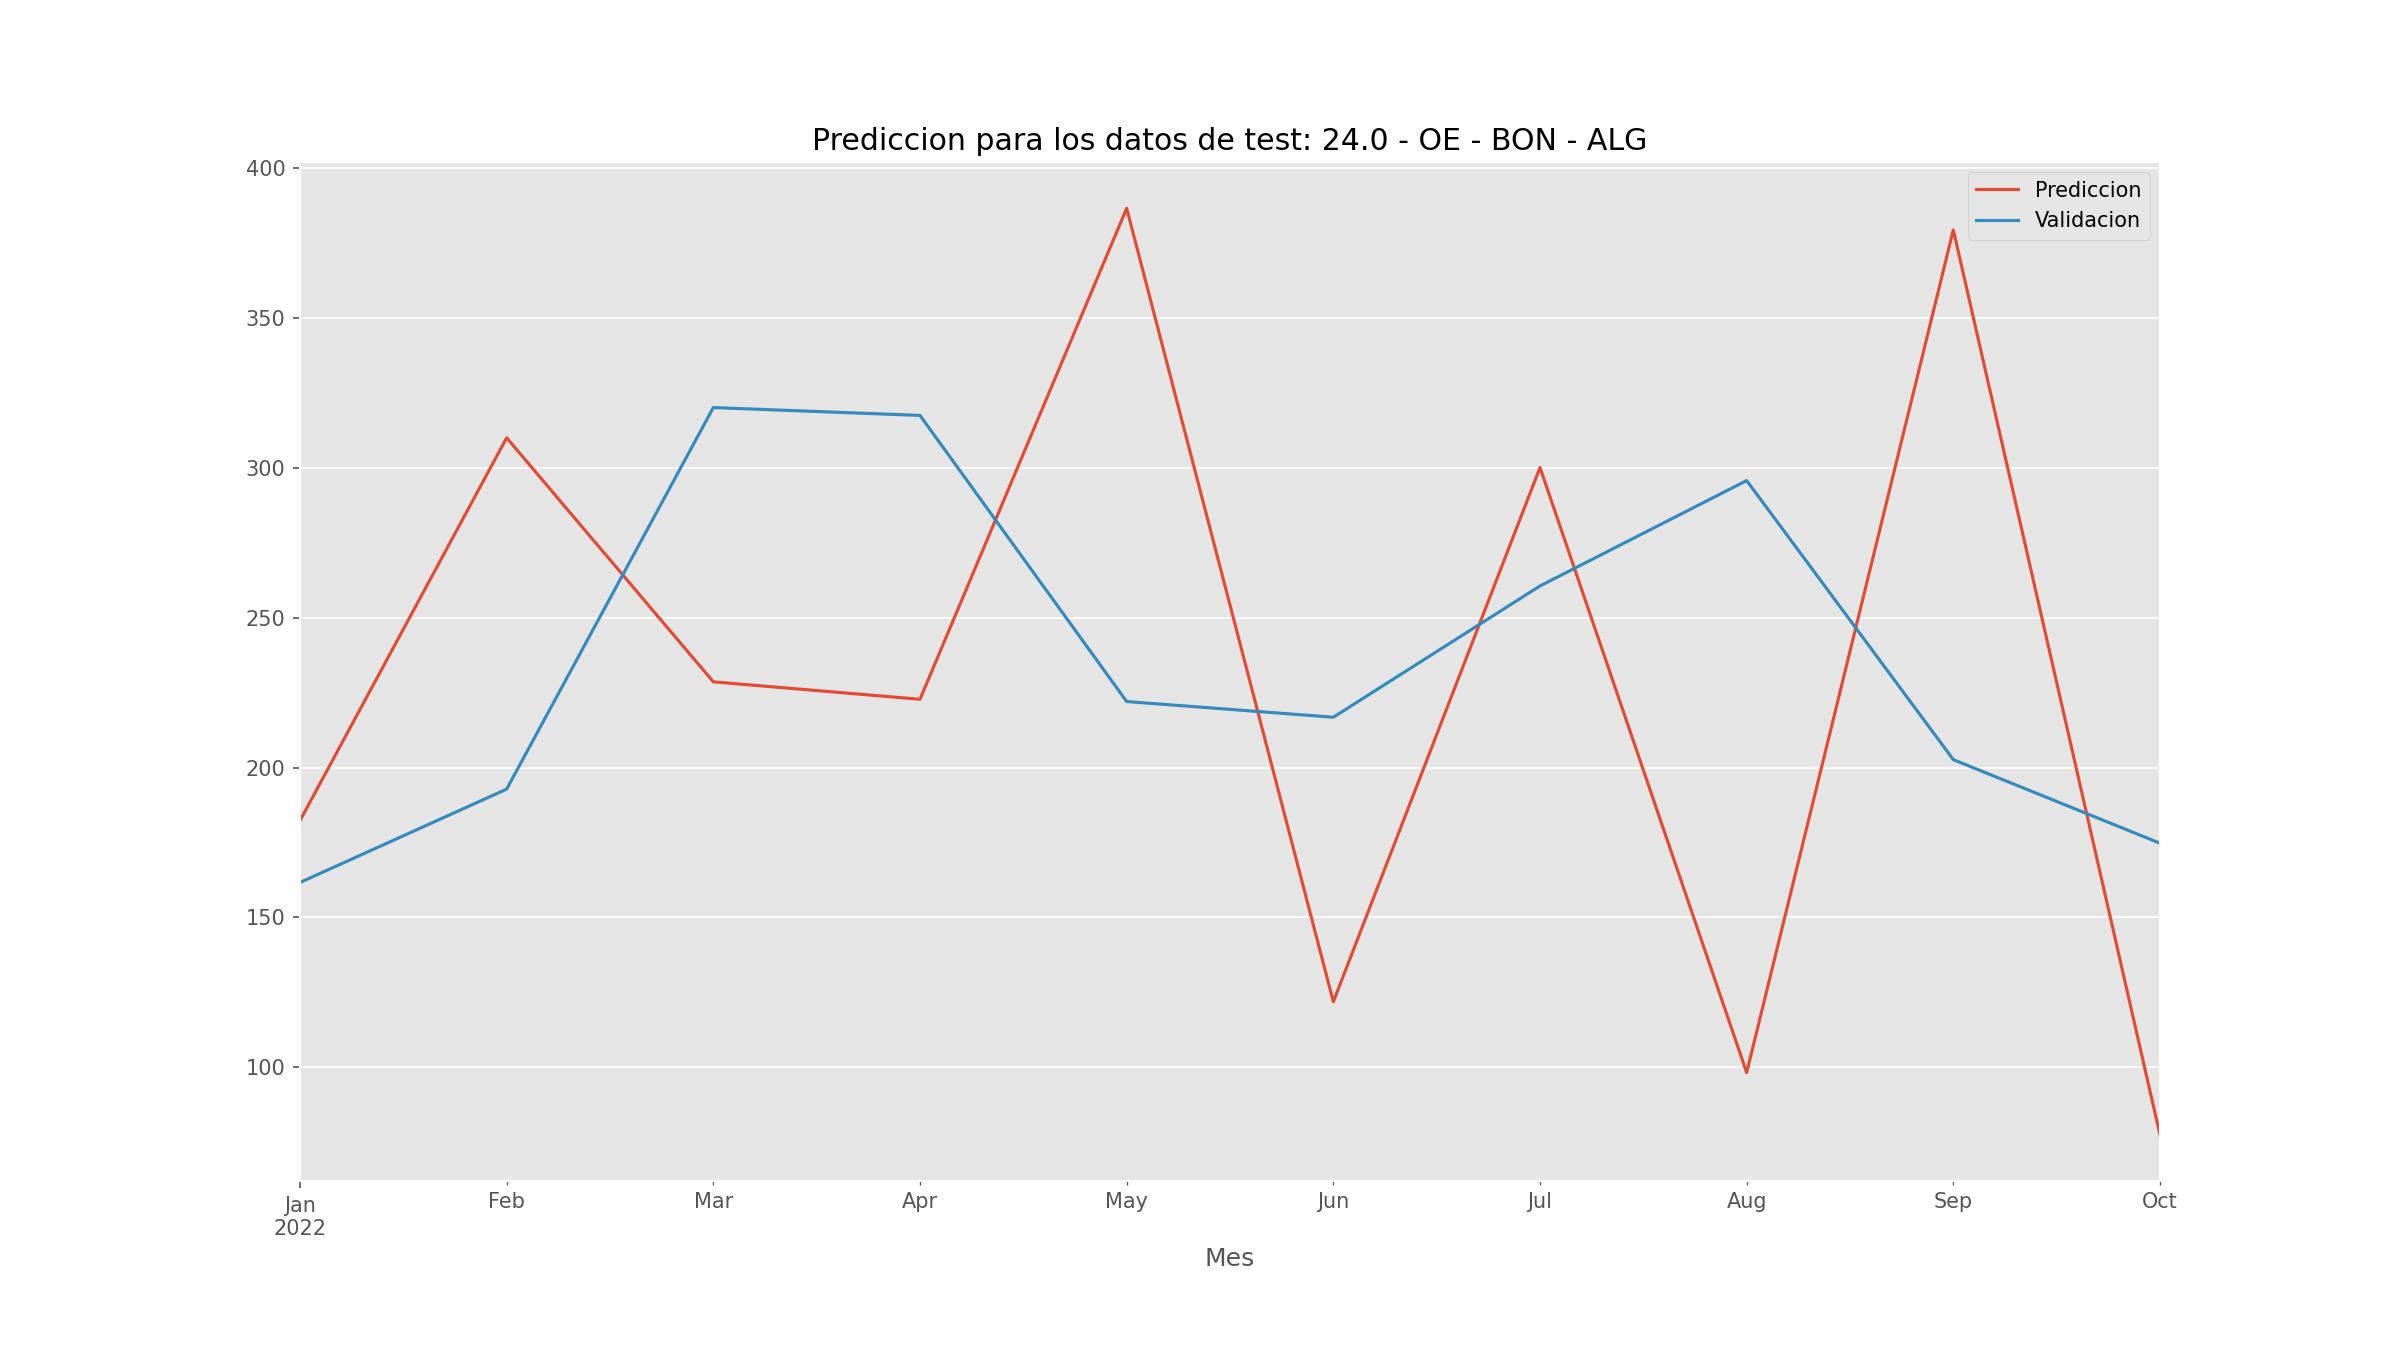 Prediccion para los datos de test: 24.0 - OE - BON - ALG
Prediccion
Validacion
400
350
300
250
200
150
100
Jan Feb Mar Apr May Jun Jul Aug Sep Oct
2022
Mes